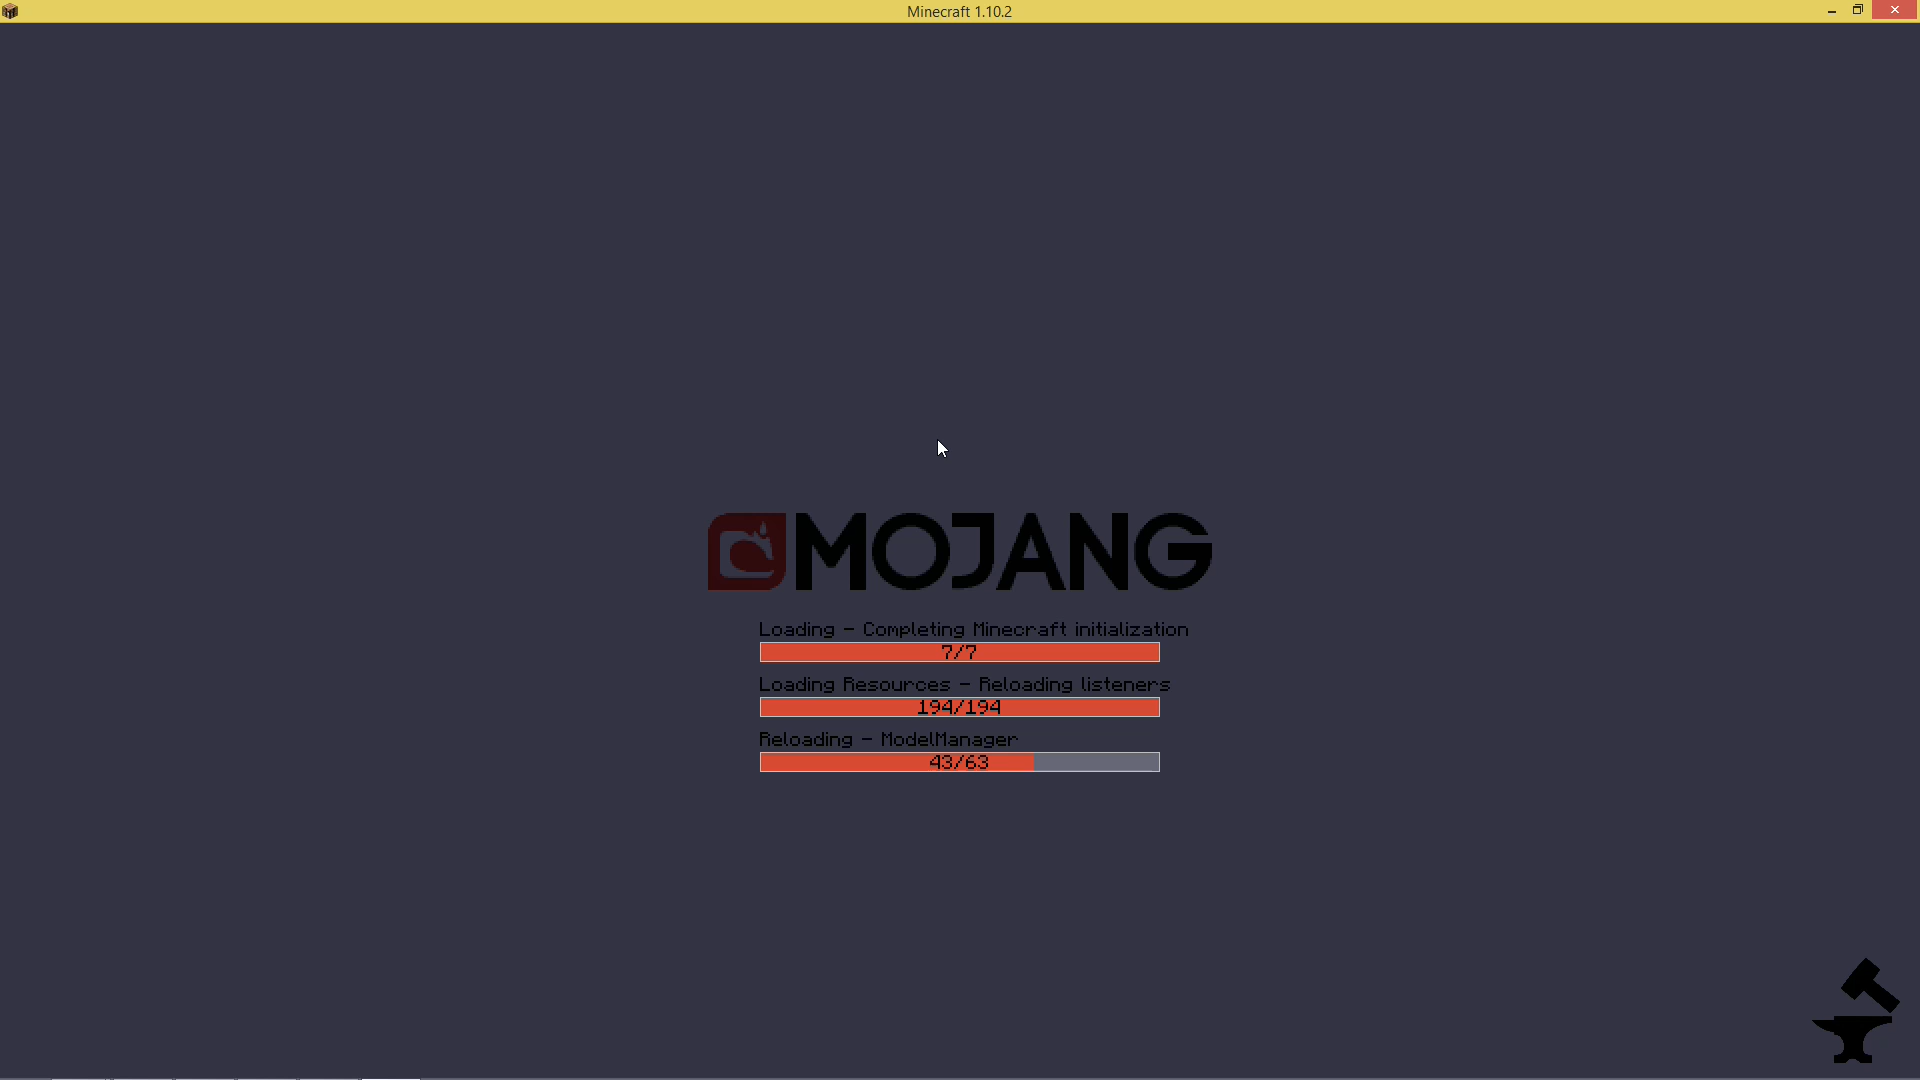 Minecraft 1.10.2
MOJANG
Loading - Completing Minecraft initialization
7/7
Loading Resources - Reloading listeners
194/194
Reloading - ModelManager
43/63